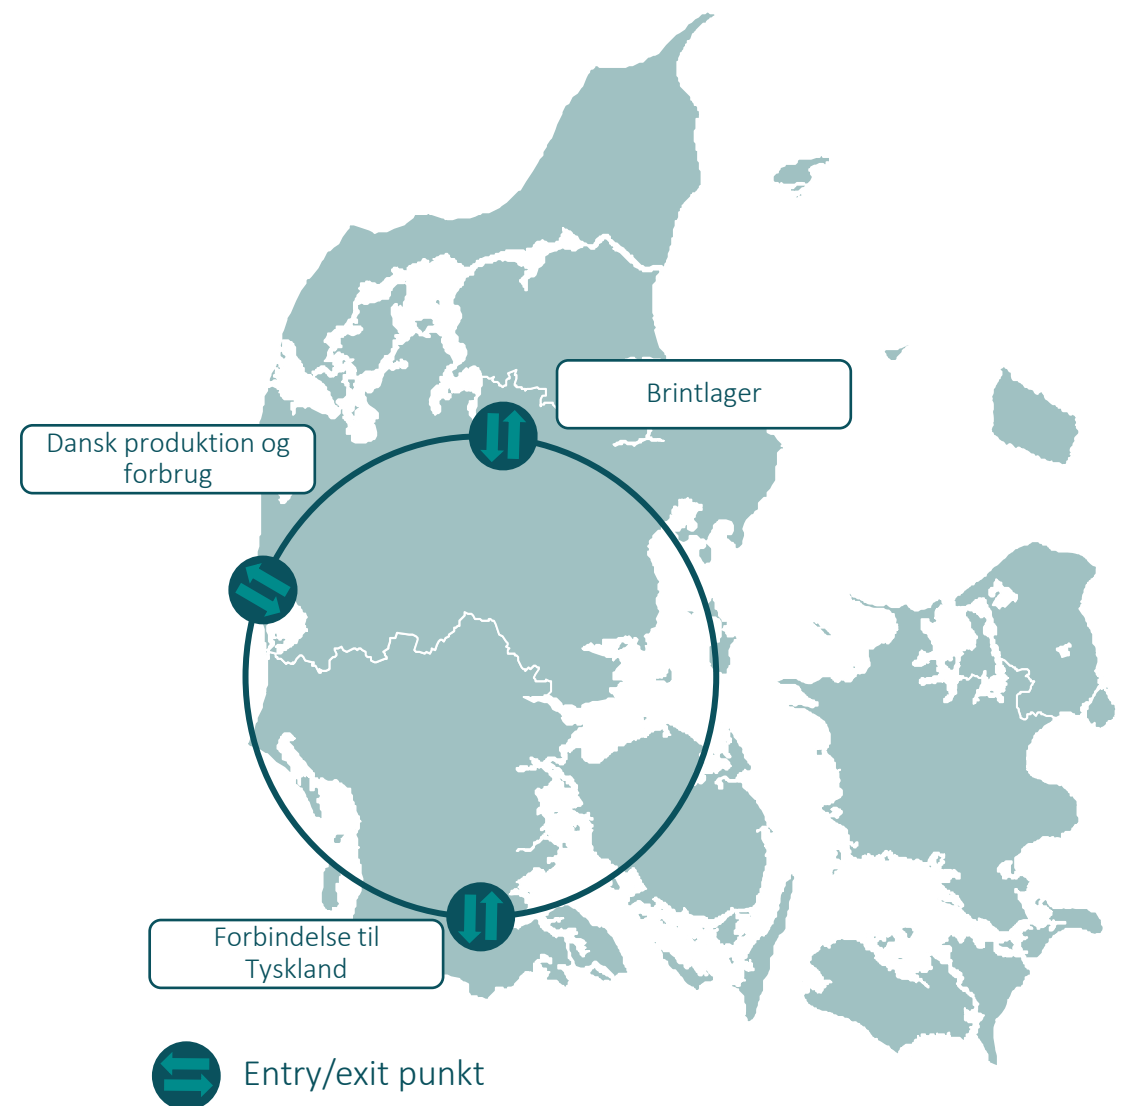 Brintlager
Dansk produktion og
forbrug
Forbindelse til
Tyskland
Entry/exit punkt